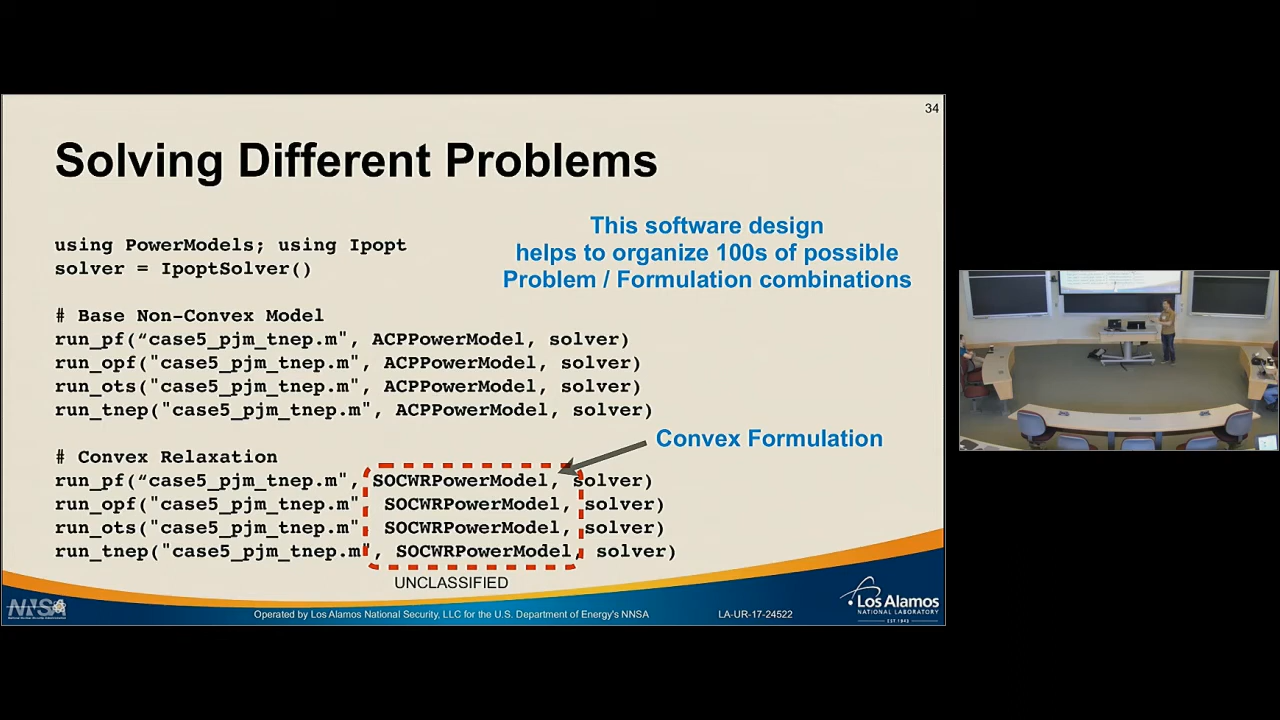 34
Solving Different Problems
This software design
helps to organize 100s of possible
Problem / Formulation combinations
using PowerModels; using Ipopt
solver = IpoptSolver()
# Base Non-Convex Model
run_pf(“case5_pjm_tnep.m", ACPPowerModel, solver)
run_opf("case5_pjm_tnep.m", ACPPowerModel, solver)
run_ots("case5_pjm_tnep.m", ACPPowerModel, solver)
run_tnep("case5_pjm_tnep.m", ACPPowerModel, solver)
Convex Formulation
# Convex Relaxation
run_pf(“case5_pjm_tnep.m", SOCWRPowerModel, solver)
run_opf("case5_pjm_tnep.m" SOCWRPowerModel, solver)
run_ots("case5_pjm_tnep.m" SOCWRPowerModel, solver)
run_tnep("case5_pjm_tnep.m", SOCWRPowerModel, solver)
UNCLASSIFIED
NNSA
Operated by Los Alamos National Security, LLC for the U.S. Department of Energy's NNSA
LA-UR-17-24522
Los Alamos
NATIONAL LABORATORY
EST. 1943